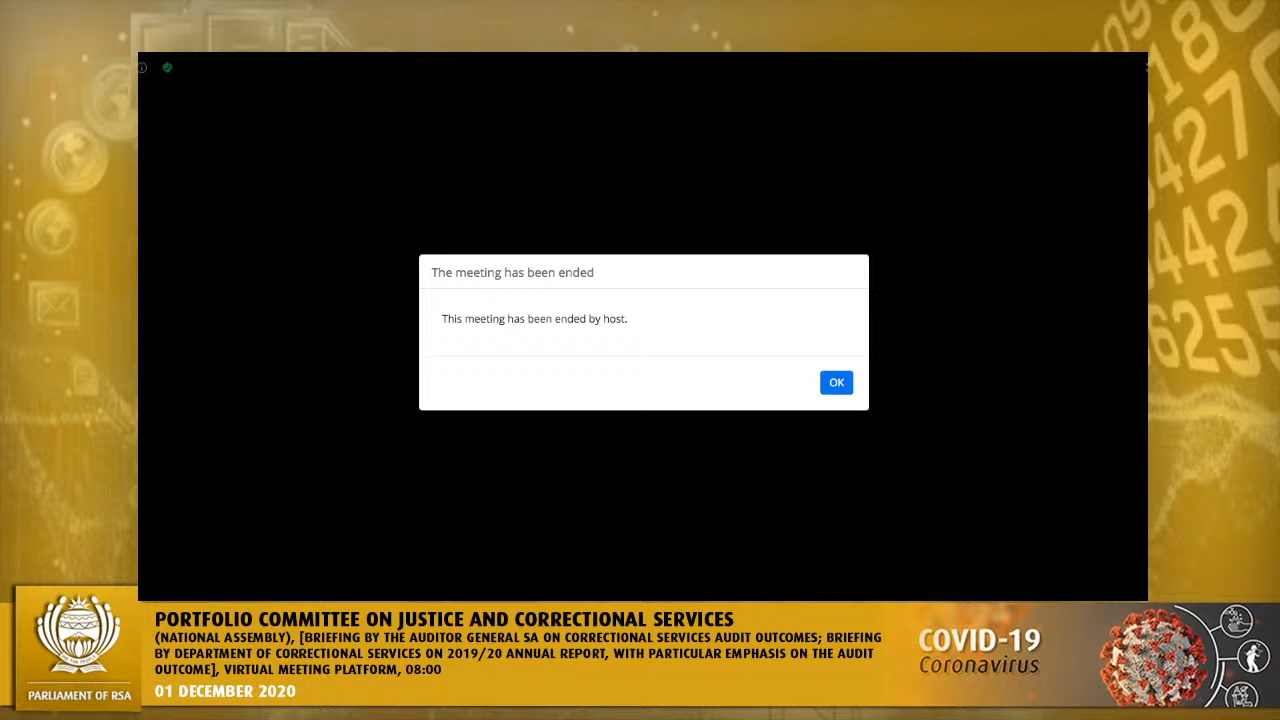 The meeting has been ended
This meeting has been ended by host.
OK
PORTFOLIO COMMITTEE ON JUSTICE AND CORRECTIONAL SERVICES
(NATIONAL ASSEMBLY), [BRIEFING BY THE AUDITOR GENERAL SA ON CORRECTIONAL SERVICES AUDIT OUTCOMES; BRIEFING
BY DEPARTMENT OF CORRECTIONAL SERVICES ON 2019/20 ANNUAL REPORT, WITH PARTICULAR EMPHASIS ON THE AUDIT
OUTCOME], VIRTUAL MEETING PLATFORM, 08:00
01 DECEMBER 2020
PARLIAMENT OF RSA
COVID-19
Coronavirus